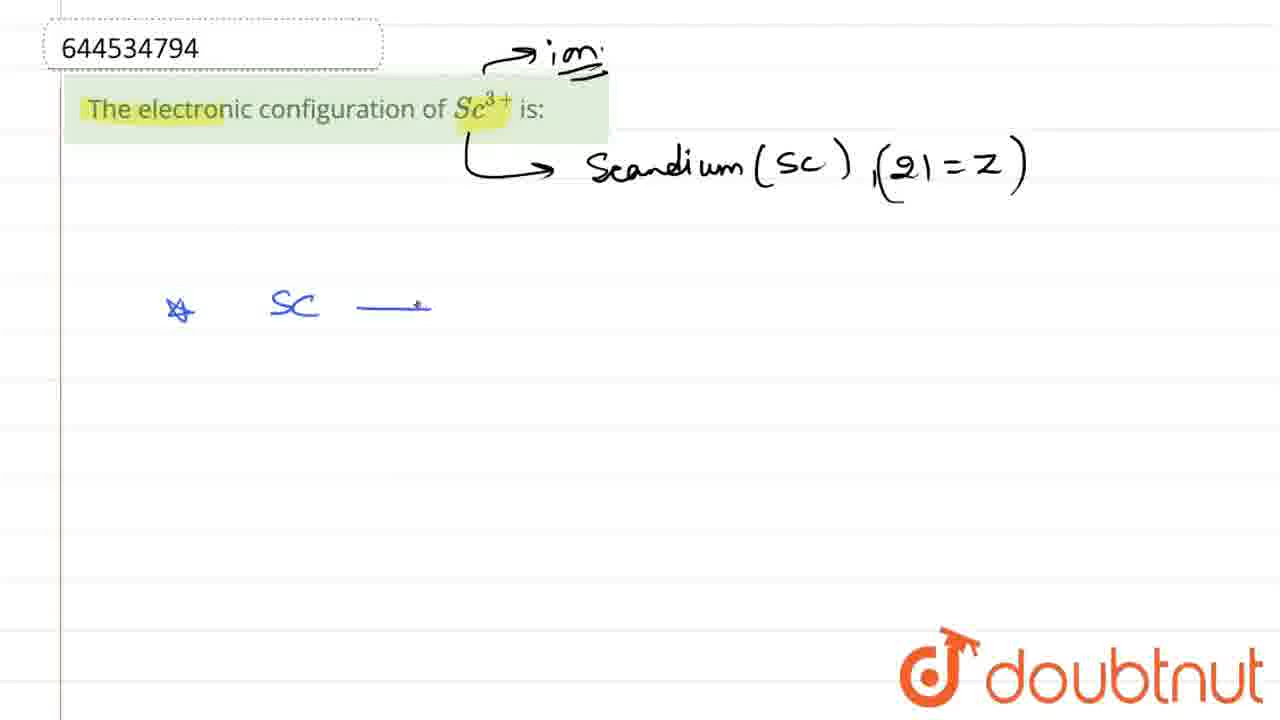 644534794
→ ion
The electronic configuration of Sc³⁺ is:
→ Scandium (SC), (21 = Z)
☆ SC —
doubtnut